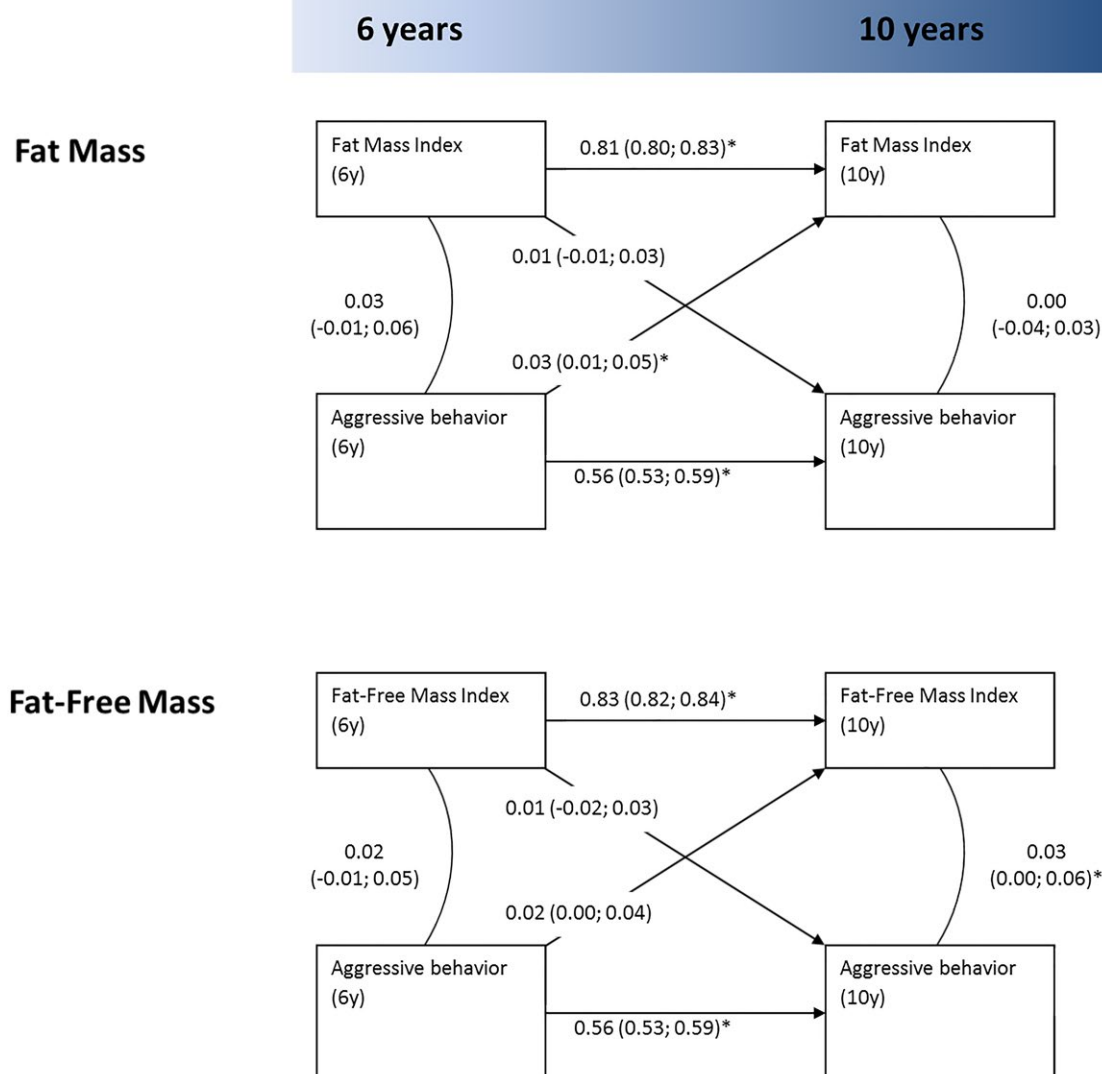 6 years
10 years
Fat Mass
Fat Mass Index
(6y)
0.81 (0.80; 0.83)*
Fat Mass Index
(10y)
0.01 (-0.01; 0.03)
0.03
(-0.01; 0.06)
0.00
(-0.04; 0.03)
0.03 (0.01; 0.05)*
Aggressive behavior
(6y)
0.56 (0.53; 0.59)*
Aggressive behavior
(10y)
Fat-Free Mass
Fat-Free Mass Index
(6y)
0.83 (0.82; 0.84)*
Fat-Free Mass Index
(10y)
0.01 (-0.02; 0.03)
0.02
(-0.01; 0.05)
0.03
(0.00; 0.06)*
0.02 (0.00; 0.04)
Aggressive behavior
(6y)
0.56 (0.53; 0.59)*
Aggressive behavior
(10y)